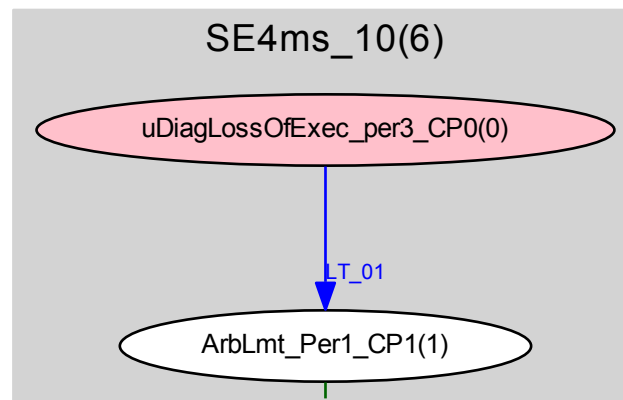 SE4ms_10(6)
uDiagLossOfExec_per3_CP0(0)
LT_01
ArbLmt_Per1_CP1(1)